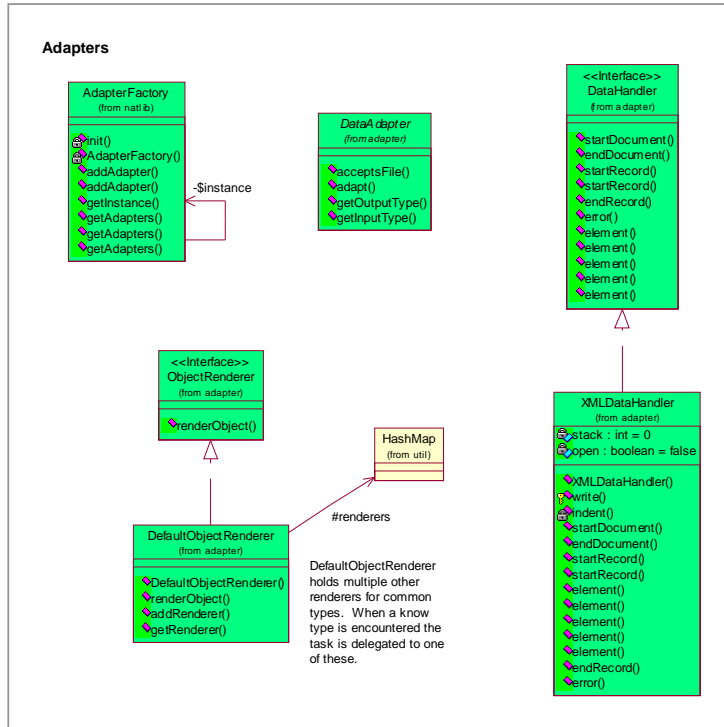 Adapters
AdapterFactory
(from natlib)
init()
AdapterFactory()
addAdapter()
addAdapter()
getInstance()
getAdapters()
getAdapters()
getAdapters()
-$instance
DataAdapter
(from adapter)
acceptsFile()
adapt()
getOutputType()
getInputType()
<<Interface>>
DataHandler
(from adapter)
startDocument()
endDocument()
startRecord()
startRecord()
endRecord()
error()
element()
element()
element()
element()
element()
<<Interface>>
ObjectRenderer
(from adapter)
renderObject()
HashMap
(from util)
#renderers
DefaultObjectRenderer
(from adapter)
DefaultObjectRenderer()
renderObject()
addRenderer()
getRenderer()
DefaultObjectRenderer
holds multiple other
renderers for common
types. When a know
type is encountered the
task is delegated to one
of these.
XMLDataHandler
(from adapter)
stack : int = 0
open : boolean = false
XMLDataHandler()
write()
indent()
startDocument()
endDocument()
startRecord()
startRecord()
element()
element()
element()
element()
element()
endRecord()
error()